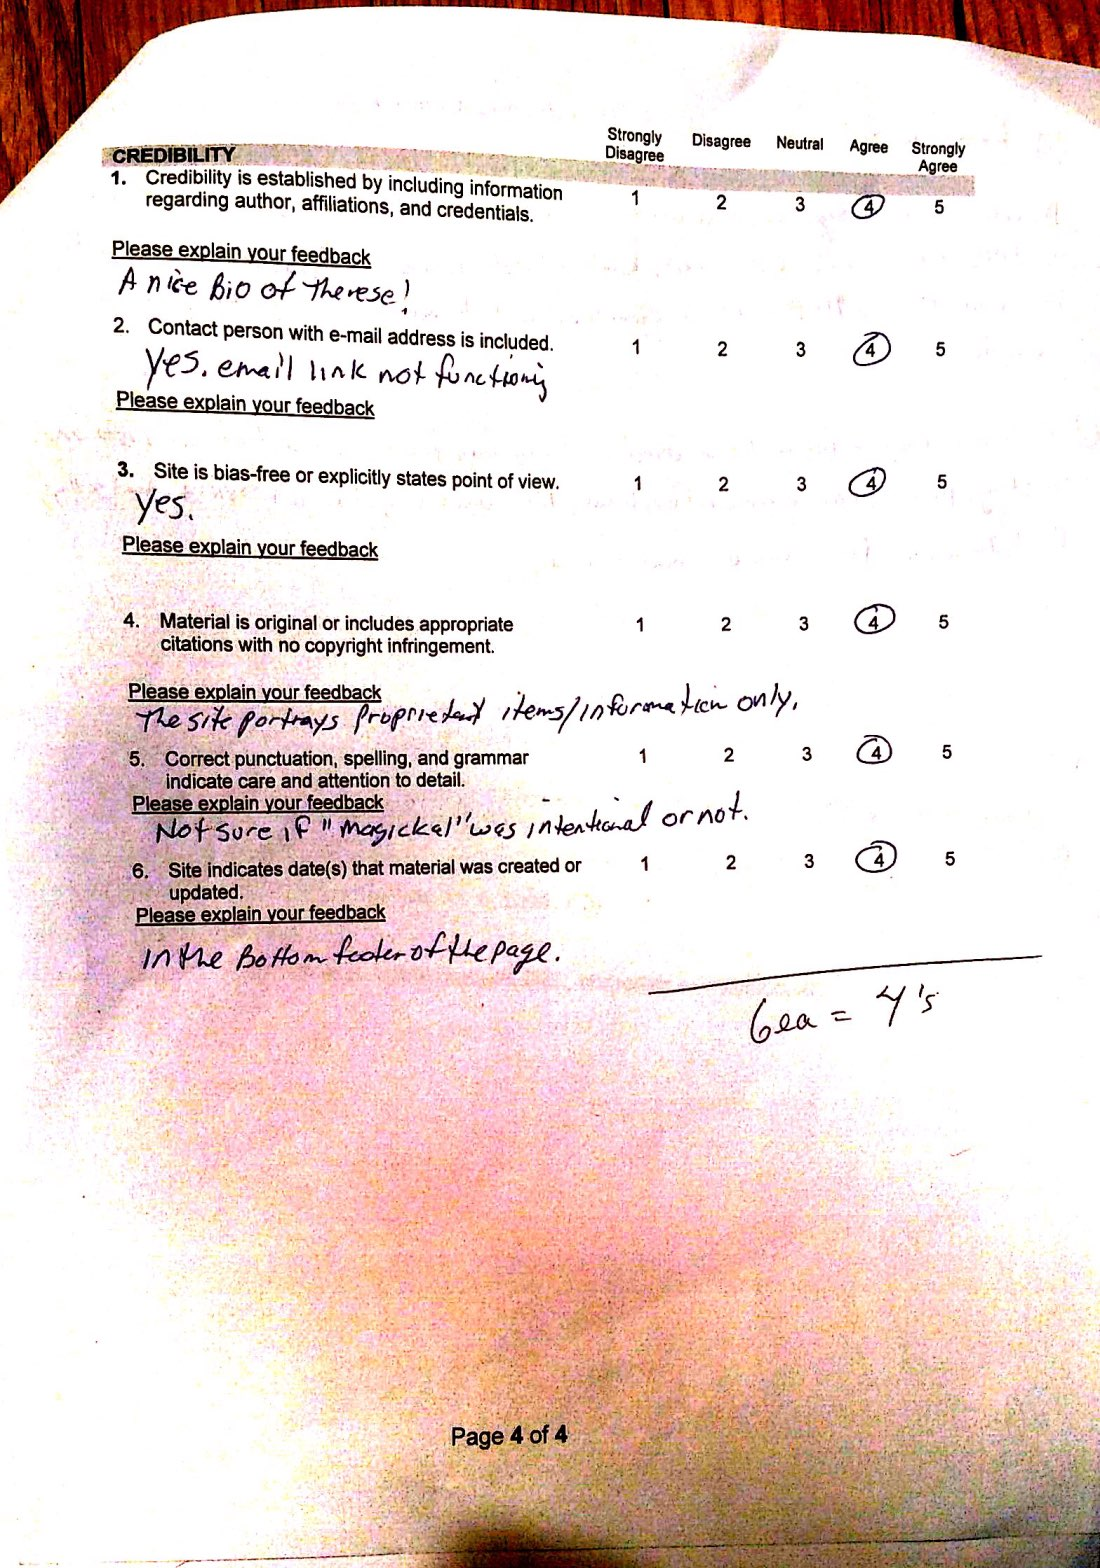 Strongly Disagree Disagree Neutral Agree Strongly Agree
CREDIBILITY
1. Credibility is established by including information 1 2 3 4 5
regarding author, affiliations, and credentials.
Please explain your feedback
A nice Bio of Therese!
2. Contact person with e-mail address is included. 1 2 3 4 5
Yes. email link not functioning
Please explain your feedback
3. Site is bias-free or explicitly states point of view. 1 2 3 4 5
Yes.
Please explain your feedback
4. Material is original or includes appropriate 1 2 3 4 5
citations with no copyright infringement.
Please explain your feedback
The site portrays items/information only.
5. Correct punctuation, spelling, and grammar 1 2 3 4 5
indicate care and attention to detail.
Please explain your feedback
Not sure if "magickal" was intentional or not.
6. Site indicates date(s) that material was created or 1 2 3 4 5
updated.
Please explain your feedback
In the Bottom footer of the page.
6ea = 4's
Page 4 of 4